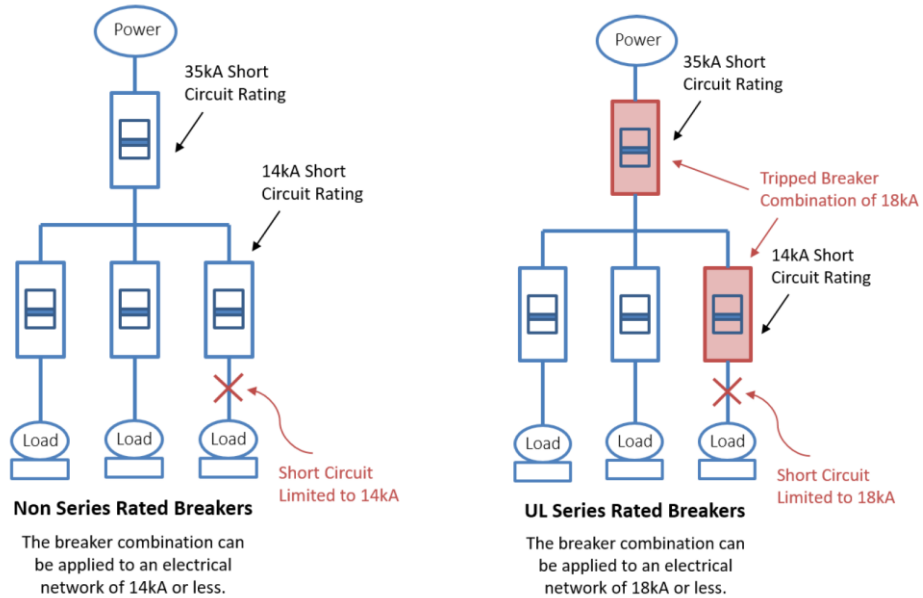 Power
35kA Short
Circuit Rating
14kA Short
Circuit Rating
Load
Load
Load
Short Circuit
Limited to 14kA
Non Series Rated Breakers
The breaker combination can
be applied to an electrical
network of 14kA or less.
Power
35kA Short
Circuit Rating
Tripped Breaker
Combination of 18kA
14kA Short
Circuit Rating
Load
Load
Load
Short Circuit
Limited to 18kA
UL Series Rated Breakers
The breaker combination can
be applied to an electrical
network of 18kA or less.